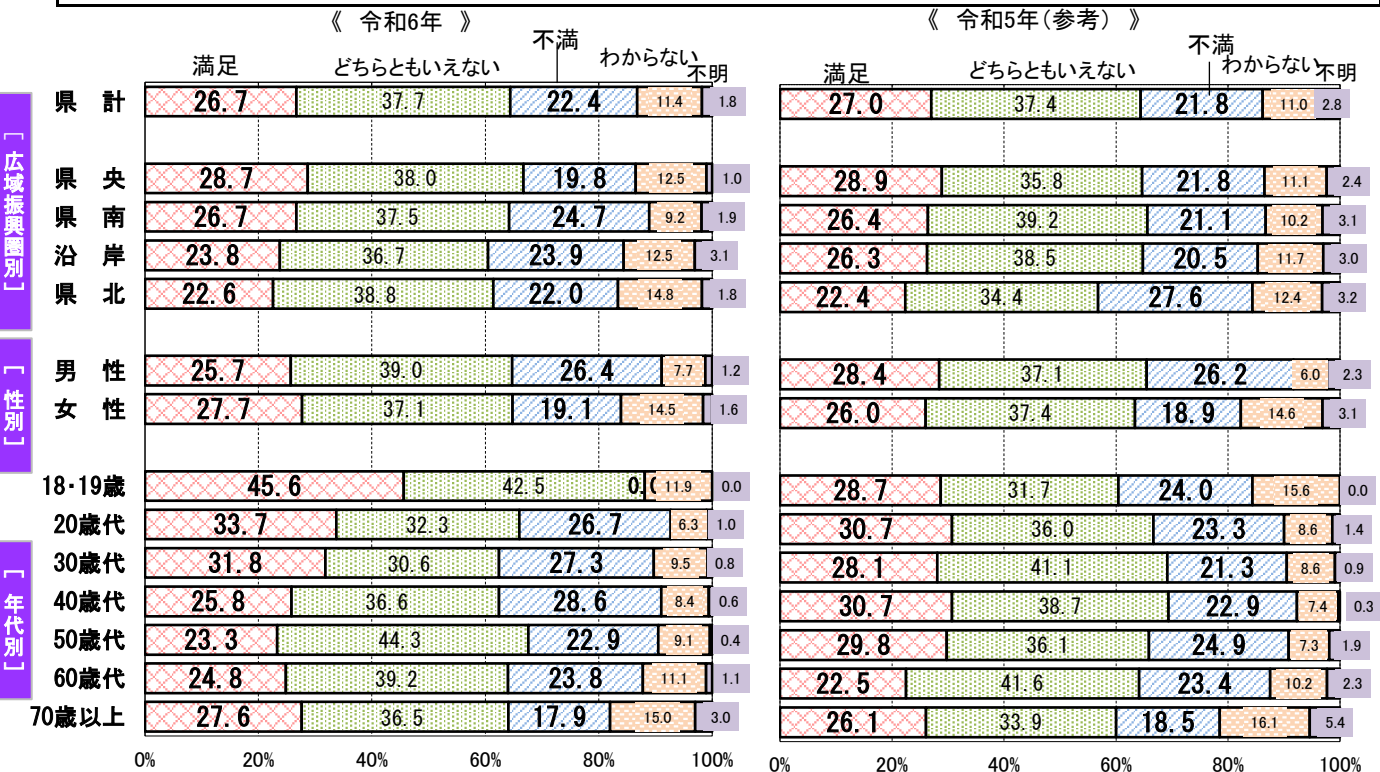 《 令和6年 》
満足 どちらともいえない 不満 わからない 不明
県 計 26.7 37.7 22.4 11.4 1.8
[ 広域振興圏別 ]
県 央 28.7 38.0 19.8 12.5 1.0
県 南 26.7 37.5 24.7 9.2 1.9
沿 岸 23.8 36.7 23.9 12.5 3.1
県 北 22.6 38.8 22.0 14.8 1.8
[ 性別 ]
男 性 25.7 39.0 26.4 7.7 1.2
女 性 27.7 37.1 19.1 14.5 1.6
[ 年代別 ]
18・19歳 45.6 42.5 11.9 0.0
20歳代 33.7 32.3 26.7 6.3 1.0
30歳代 31.8 30.6 27.3 9.5 0.8
40歳代 25.8 36.6 28.6 8.4 0.6
50歳代 23.3 44.3 22.9 9.1 0.4
60歳代 24.8 39.2 23.8 11.1 1.1
70歳以上 27.6 36.5 17.9 15.0 3.0
0% 20% 40% 60% 80% 100%
《 令和5年(参考) 》
満足 どちらともいえない 不満 わからない 不明
27.0 37.4 21.8 11.0 2.8
28.9 35.8 21.8 11.1 2.4
26.4 39.2 21.1 10.2 3.1
26.3 38.5 20.5 11.7 3.0
22.4 34.4 27.6 12.4 3.2
28.4 37.1 26.2 6.0 2.3
26.0 37.4 18.9 14.6 3.1
28.7 31.7 24.0 15.6 0.0
30.7 36.0 23.3 8.6 1.4
28.1 41.1 21.3 8.6 0.9
30.7 38.7 22.9 7.4 0.3
29.8 36.1 24.9 7.3 1.9
22.5 41.6 23.4 10.2 2.3
26.1 33.9 18.5 16.1 5.4
0% 20% 40% 60% 80% 100%